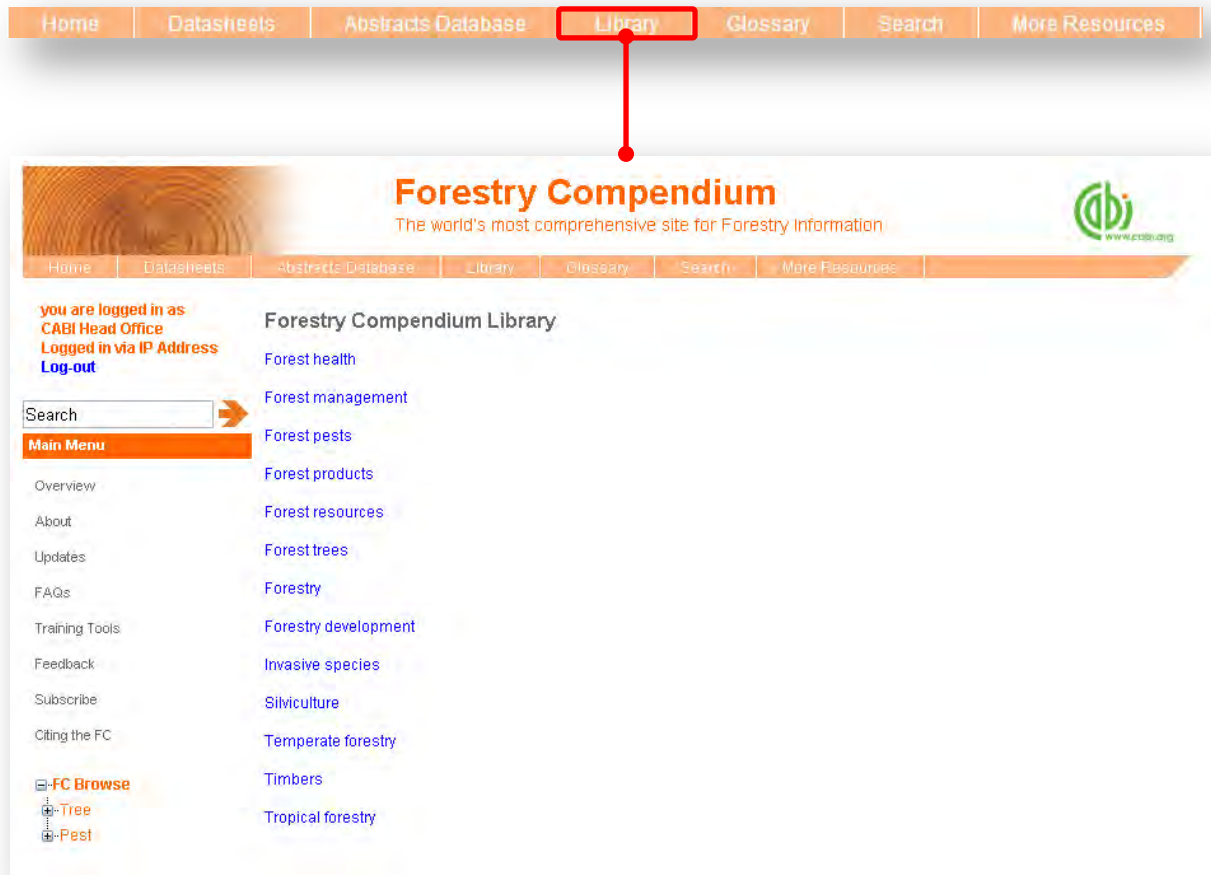 Home Datasheets Abstracts Database Library Glossary Search More Resources
Forestry Compendium
The world's most comprehensive site for Forestry Information
cabi
www.cabi.org
Home Datasheets Abstracts Database Library Glossary Search More Resources
you are logged in as
CABI Head Office
Logged in via IP Address
Log-out
Search
Main Menu
Overview
About
Updates
FAQs
Training Tools
Feedback
Subscribe
Citing the FC
FC Browse
Tree
Pest
Forestry Compendium Library
Forest health
Forest management
Forest pests
Forest products
Forest resources
Forest trees
Forestry
Forestry development
Invasive species
Silviculture
Temperate forestry
Timbers
Tropical forestry